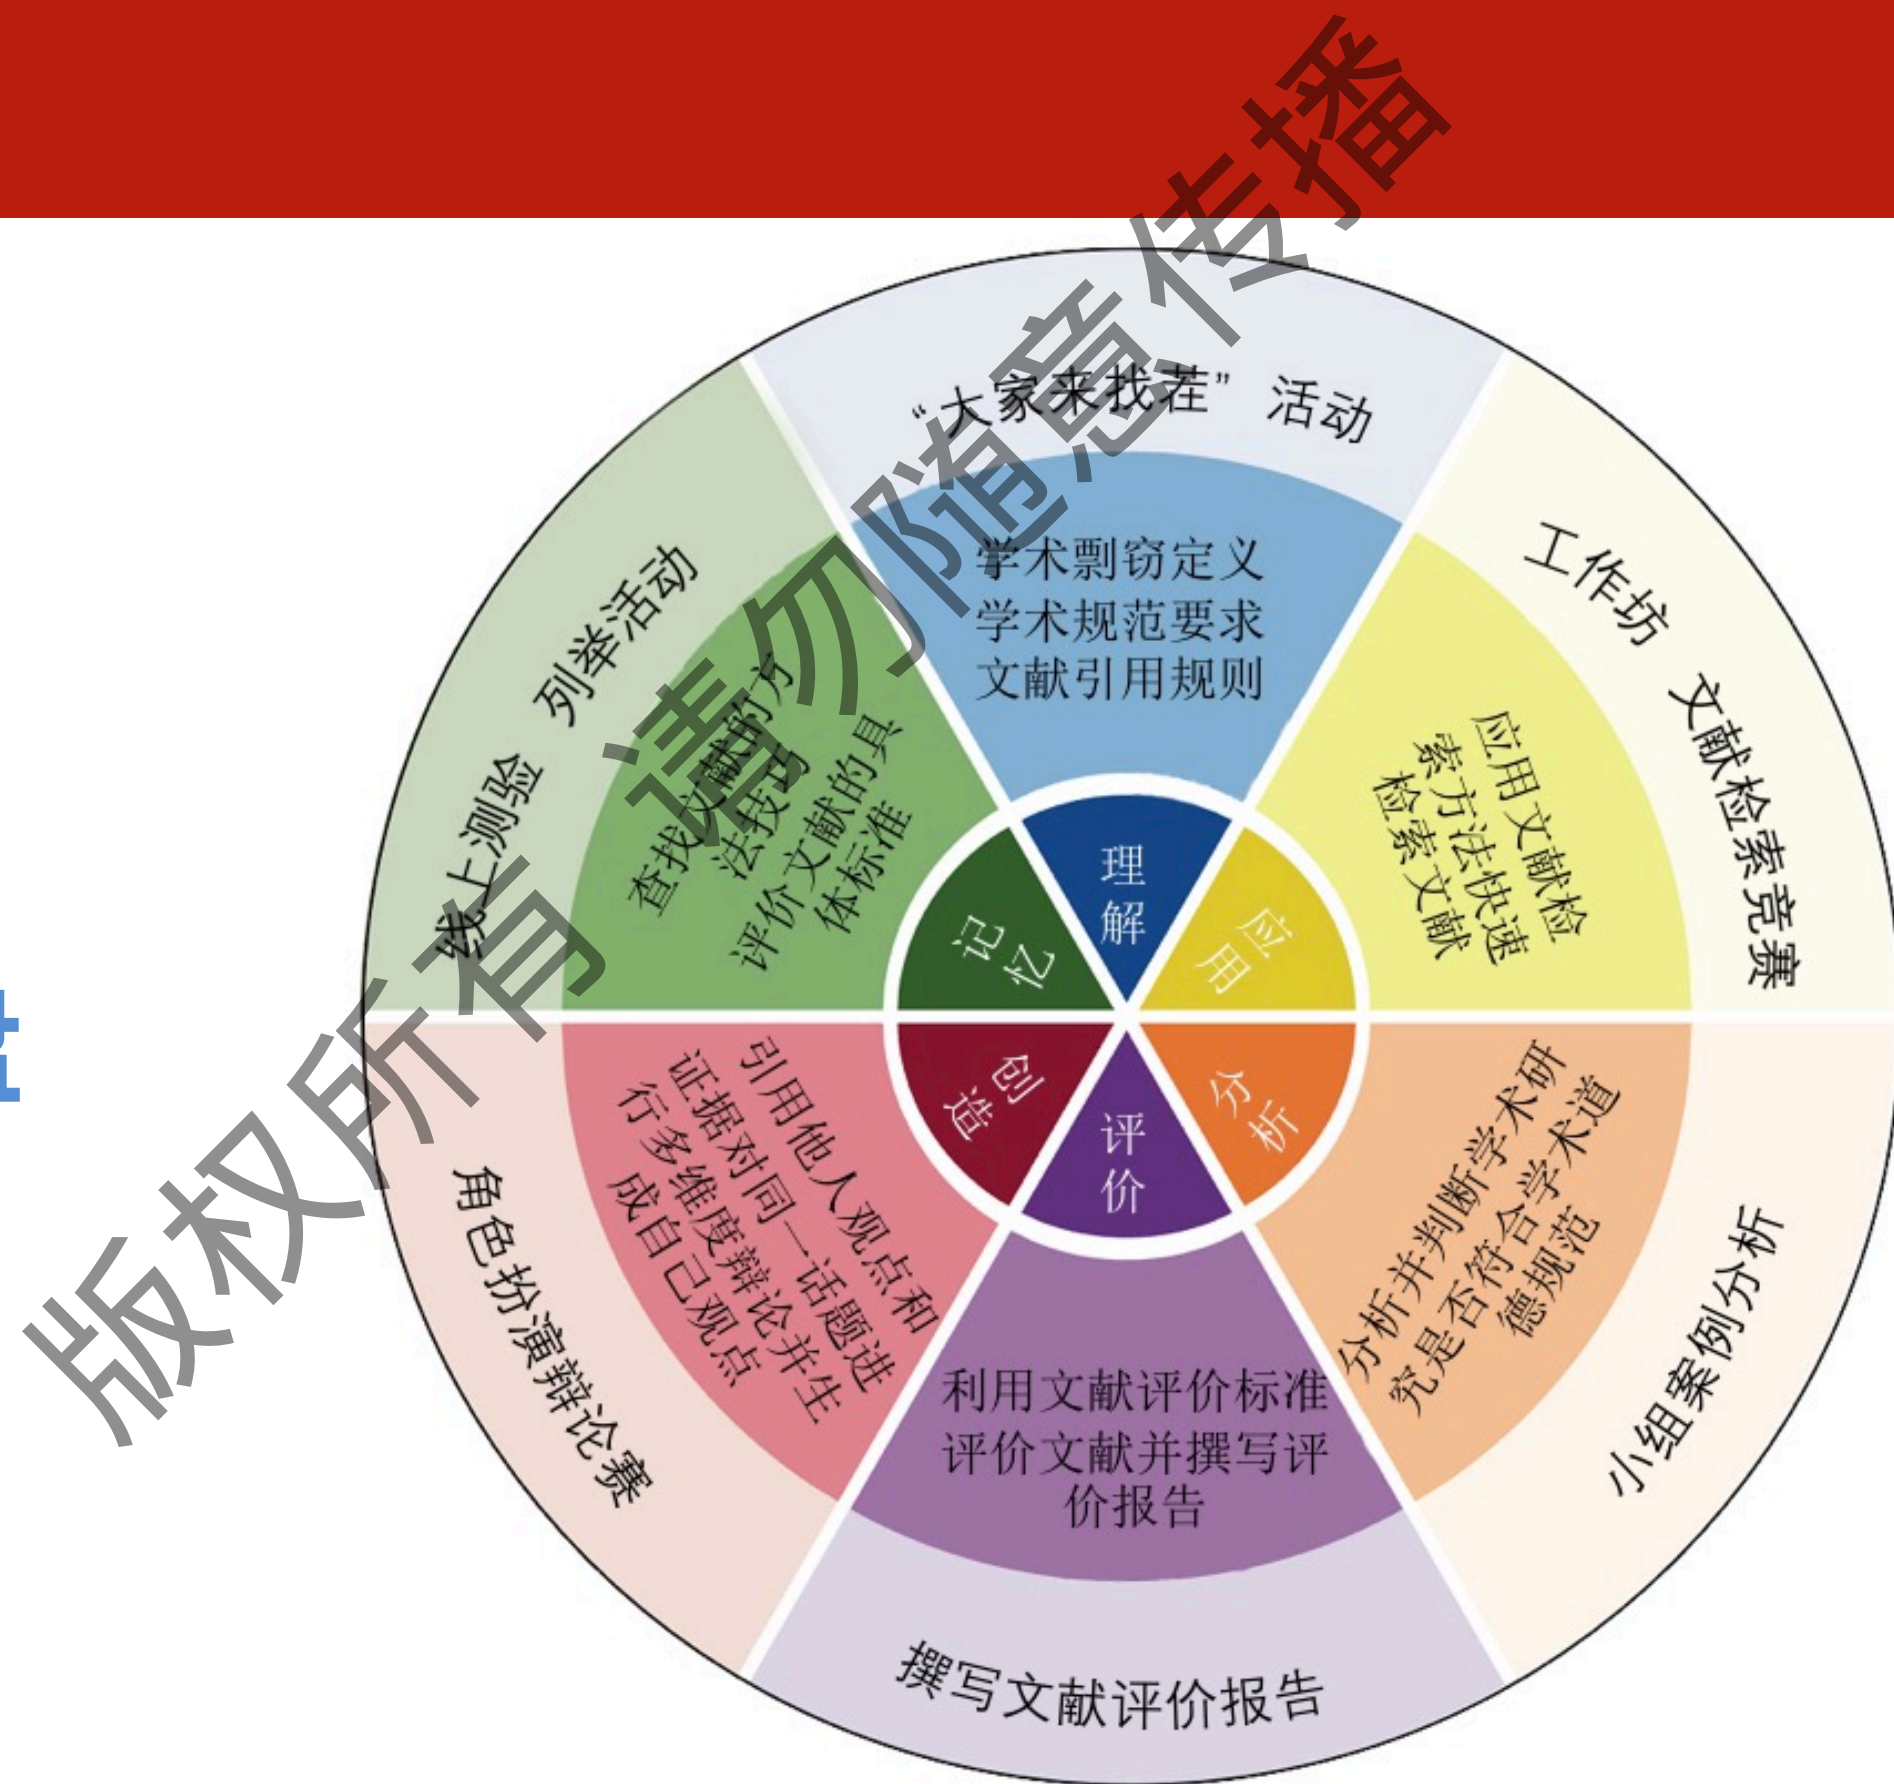 “大家来找茬” 活动
学术剽窃定义
学术规范要求
文献引用规则
理
解
工作坊 文献检索竞赛
应用文献检
索方法快速
检索文献
应
用
小组案例分析
分析并判断学术研
究是否符合学术道
德规范
分
析
评
价
利用文献评价标准
评价文献并撰写评
价报告
撰写文献评价报告
角色扮演辩论赛
引用他人观点和
证据对同一话题进
行多维度辩论并生
成自己观点
创
造
线上测验 列举活动
查找文献的方
法技巧
评价文献的具
体标准
记
忆
版权所有 请勿随意传播